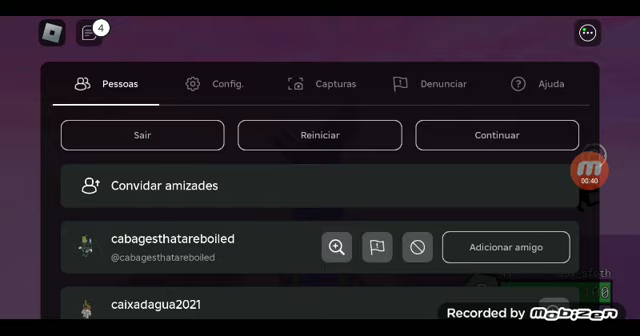 4
Pessoas
Config.
Capturas
Denunciar
Ajuda
Sair
Reiniciar
Continuar
Convidar amizades
08:40
cabagesthatareboiled
@cabagesthatareboiled
Adicionar amigo
caixadagua2021
Recorded by Mobizen